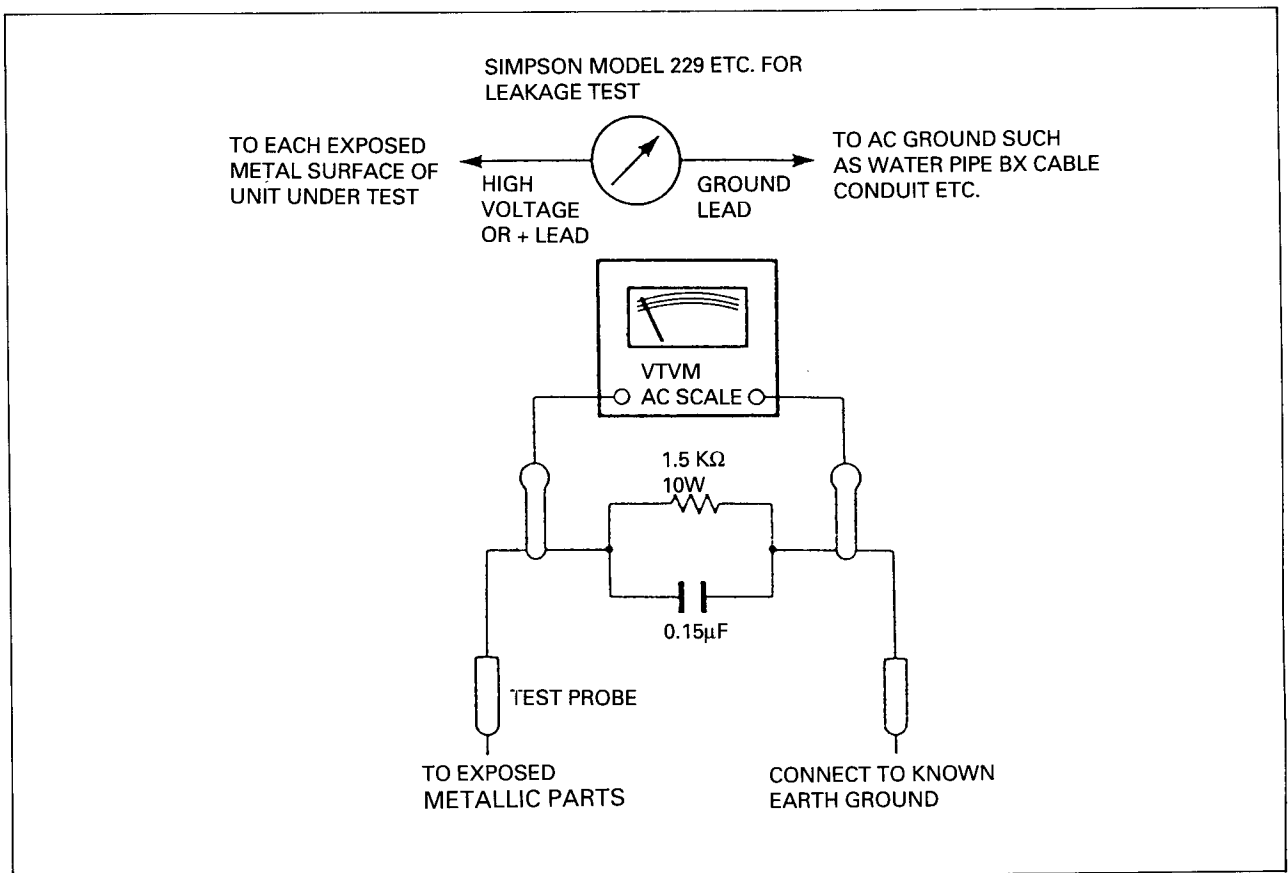 SIMPSON MODEL 229 ETC. FOR
LEAKAGE TEST
TO EACH EXPOSED
METAL SURFACE OF
UNIT UNDER TEST
HIGH
VOLTAGE
OR + LEAD
GROUND
LEAD
TO AC GROUND SUCH
AS WATER PIPE BX CABLE
CONDUIT ETC.
VTVM
AC SCALE
1.5 KΩ
10W
0.15µF
TEST PROBE
TO EXPOSED
METALLIC PARTS
CONNECT TO KNOWN
EARTH GROUND